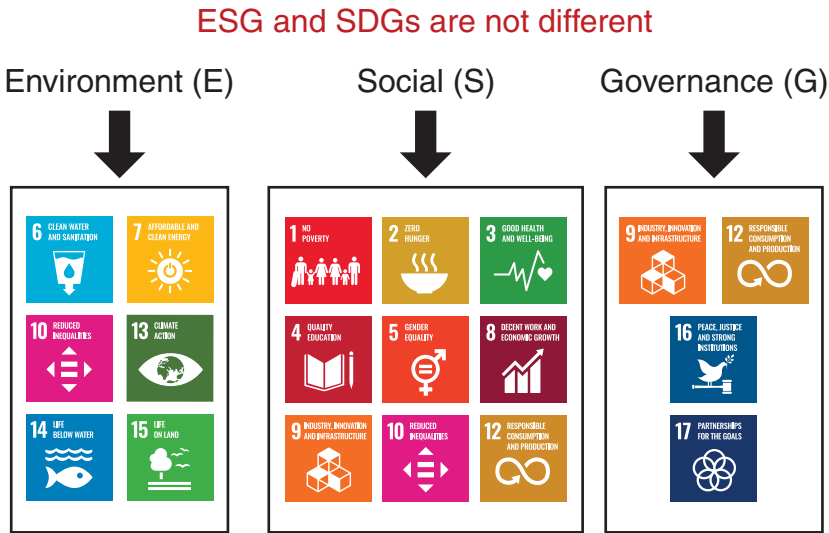 ESG and SDGs are not different
Environment (E)
Social (S)
Governance (G)
6 CLEAN WATER
AND SANITATION
7 AFFORDABLE AND
CLEAN ENERGY
10 REDUCED
INEQUALITIES
13 CLIMATE
ACTION
14 LIFE
BELOW WATER
15 LIFE
ON LAND
1 NO
POVERTY
2 ZERO
HUNGER
3 GOOD HEALTH
AND WELL-BEING
4 QUALITY
EDUCATION
5 GENDER
EQUALITY
8 DECENT WORK AND
ECONOMIC GROWTH
9 INDUSTRY, INNOVATION
AND INFRASTRUCTURE
10 REDUCED
INEQUALITIES
12 RESPONSIBLE
CONSUMPTION
AND PRODUCTION
9 INDUSTRY, INNOVATION
AND INFRASTRUCTURE
12 RESPONSIBLE
CONSUMPTION
AND PRODUCTION
16 PEACE, JUSTICE
AND STRONG
INSTITUTIONS
17 PARTNERSHIPS
FOR THE GOALS